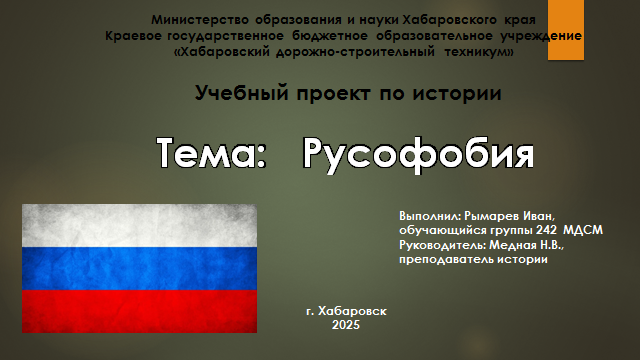 Министерство образования и науки Хабаровского края
Краевое государственное бюджетное образовательное учреждение
«Хабаровский дорожно-строительный техникум»
Учебный проект по истории
Тема: Русофобия
Выполнил: Рымарев Иван,
обучающийся группы 242 МДСМ
Руководитель: Медная Н.В.,
преподаватель истории
г. Хабаровск
2025